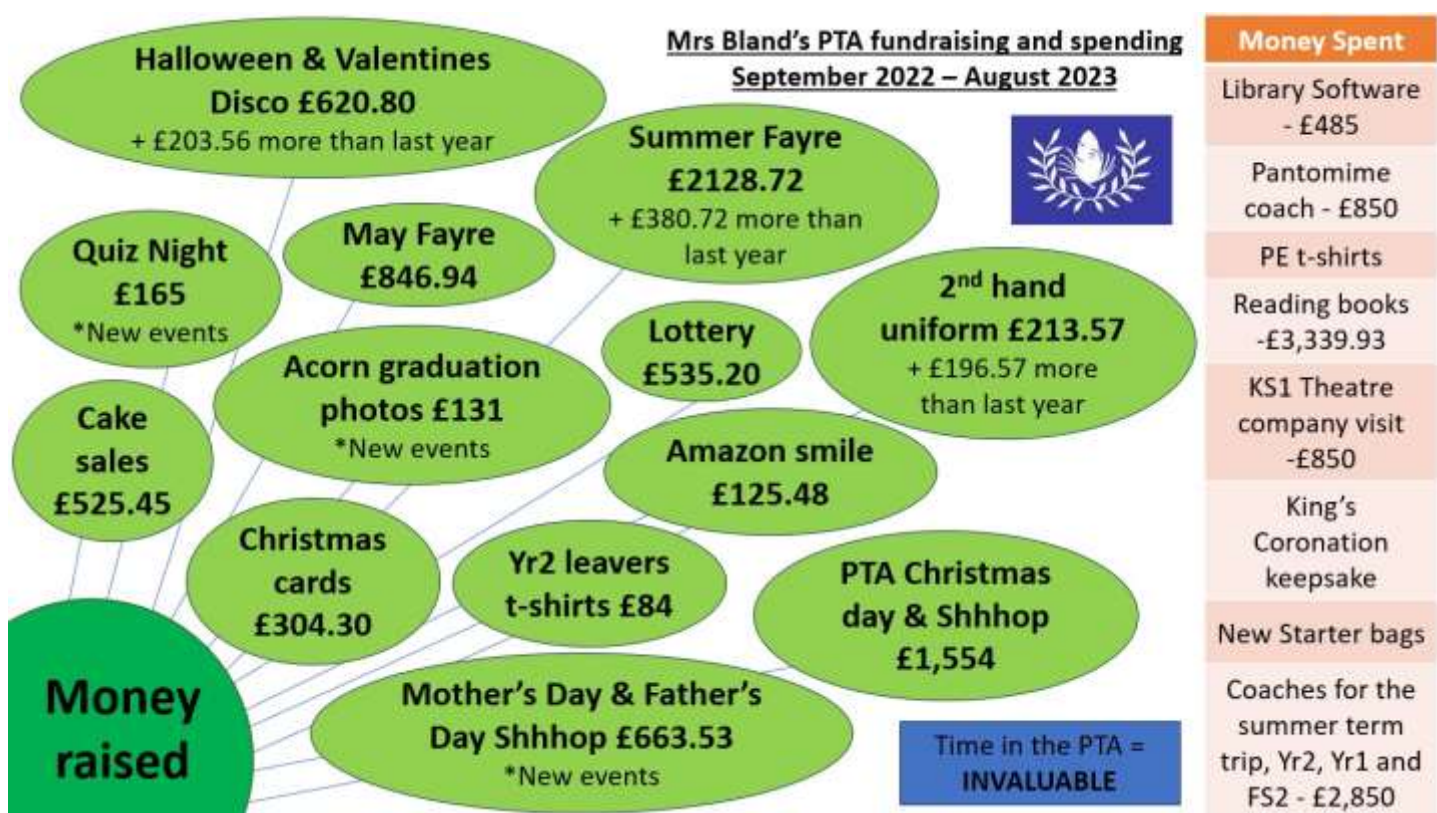 Mrs Bland's PTA fundraising and spending
September 2022 – August 2023
Halloween & Valentines
Disco £620.80
+ £203.56 more than last year
Summer Fayre
£2128.72
+ £380.72 more than
last year
Quiz Night
£165
*New events
May Fayre
£846.94
2nd hand
uniform £213.57
+ £196.57 more
than last year
Lottery
£535.20
Acorn graduation
photos £131
*New events
Cake
sales
£525.45
Amazon smile
£125.48
Christmas
cards
£304.30
Yr2 leavers
t-shirts £84
PTA Christmas
day & Shhhop
£1,554
Mother's Day & Father's
Day Shhhop £663.53
*New events
Money
raised
Time in the PTA =
INVALUABLE
Money Spent
Library Software
- £485
Pantomime
coach - £850
PE t-shirts
Reading books
-£3,339.93
KS1 Theatre
company visit
-£850
King's
Coronation
keepsake
New Starter bags
Coaches for the
summer term
trip, Yr2, Yr1 and
FS2 - £2,850